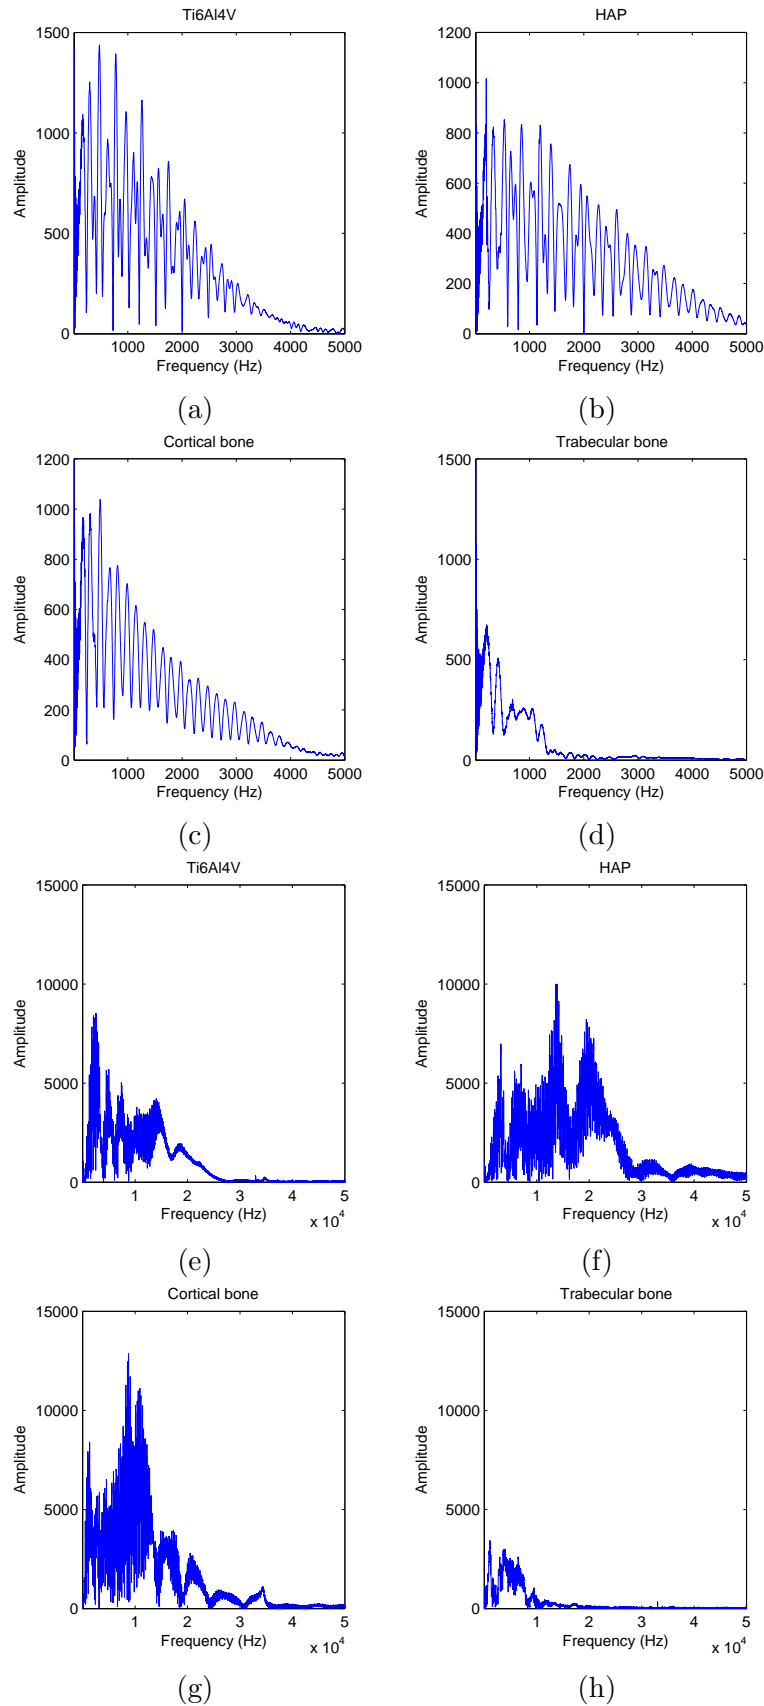 Ti6Al4V
HAP
1500
1000
500
0
Amplitude
1000 2000 3000 4000 5000
Frequency (Hz)
1200
1000
800
600
400
200
0
Amplitude
1000 2000 3000 4000 5000
Frequency (Hz)
(a)
(b)
Cortical bone
Trabecular bone
1200
1000
800
600
400
200
0
Amplitude
1000 2000 3000 4000 5000
Frequency (Hz)
1500
1000
500
0
Amplitude
1000 2000 3000 4000 5000
Frequency (Hz)
(c)
(d)
Ti6Al4V
HAP
15000
10000
5000
0
Amplitude
1 2 3 4 5
Frequency (Hz)
x 10^4
15000
10000
5000
0
Amplitude
1 2 3 4 5
Frequency (Hz)
x 10^4
(e)
(f)
Cortical bone
Trabecular bone
15000
10000
5000
0
Amplitude
1 2 3 4 5
Frequency (Hz)
x 10^4
15000
10000
5000
0
Amplitude
1 2 3 4 5
Frequency (Hz)
x 10^4
(g)
(h)